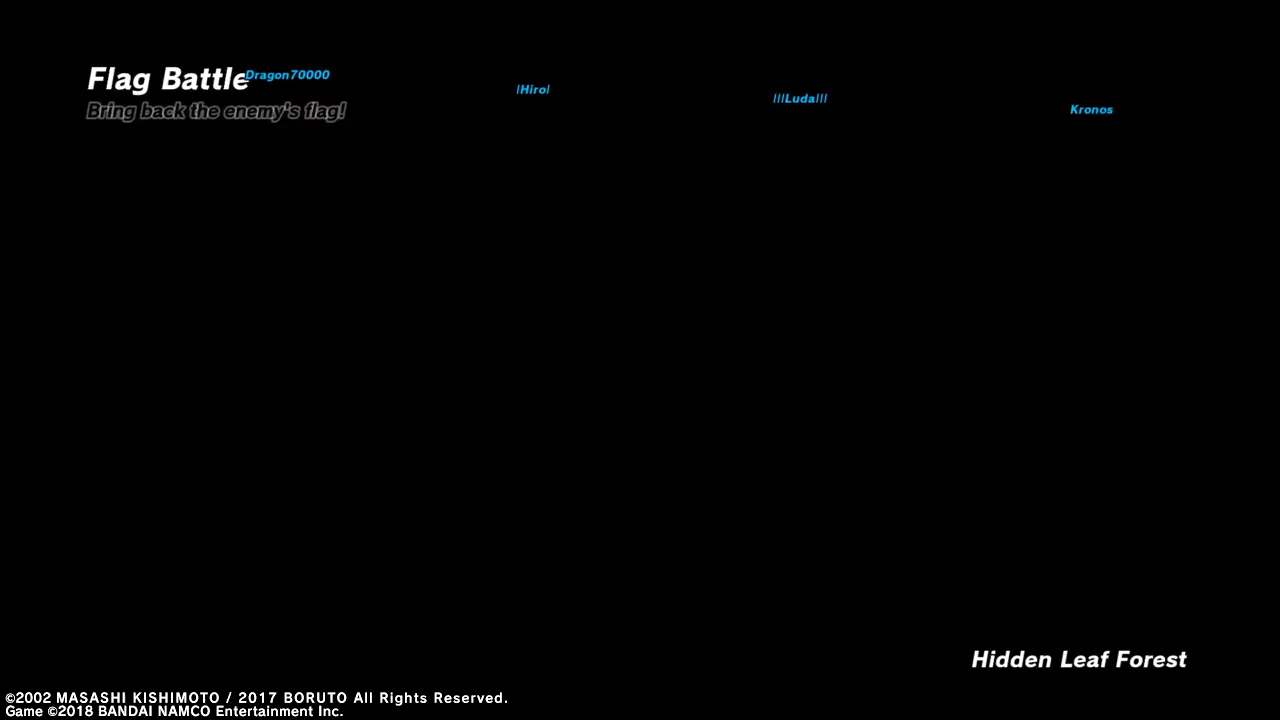 Flag Battle
Dragon70000
Bring back the enemy's flag!
|Hiro|
|||Luda|||
Kronos
Hidden Leaf Forest
©2002 MASASHI KISHIMOTO / 2017 BORUTO All Rights Reserved.
Game ©2018 BANDAI NAMCO Entertainment Inc.